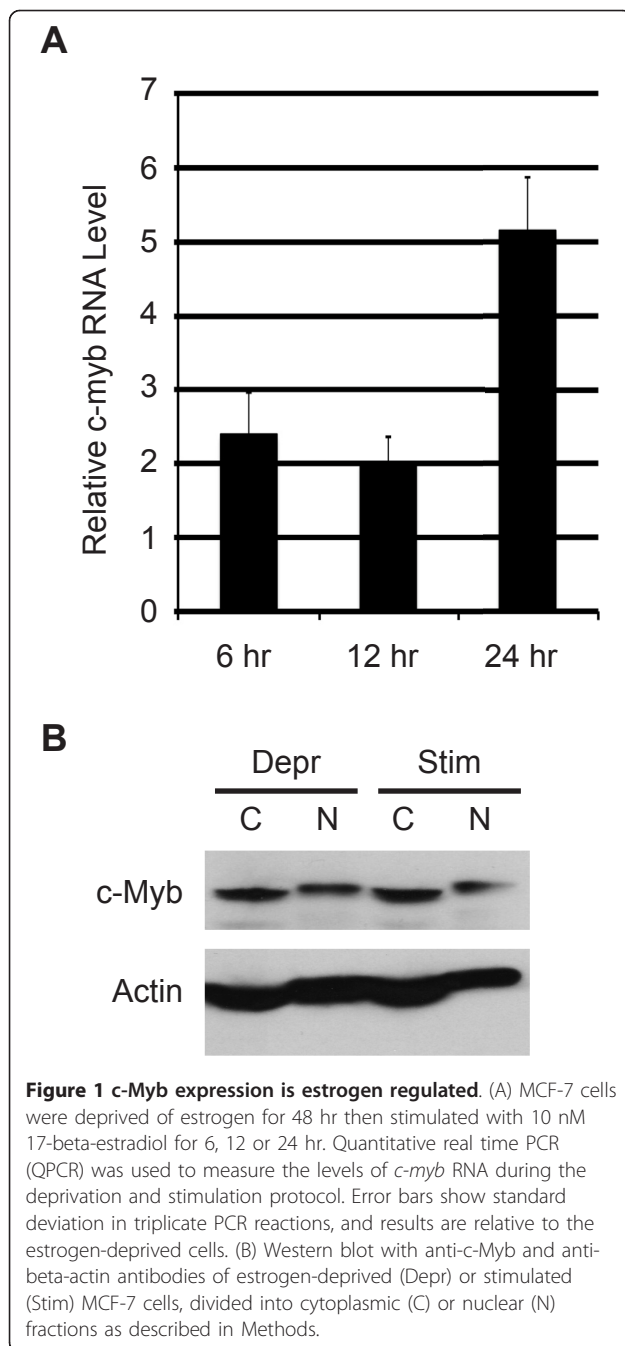 A
Relative c-myb RNA Level
7
6
5
4
3
2
1
0
6 hr 12 hr 24 hr
B
Depr Stim
C N C N
c-Myb
Actin
Figure 1 c-Myb expression is estrogen regulated. (A) MCF-7 cells
were deprived of estrogen for 48 hr then stimulated with 10 nM
17-beta-estradiol for 6, 12 or 24 hr. Quantitative real time PCR
(QPCR) was used to measure the levels of c-myb RNA during the
deprivation and stimulation protocol. Error bars show standard
deviation in triplicate PCR reactions, and results are relative to the
estrogen-deprived cells. (B) Western blot with anti-c-Myb and anti-
beta-actin antibodies of estrogen-deprived (Depr) or stimulated
(Stim) MCF-7 cells, divided into cytoplasmic (C) or nuclear (N)
fractions as described in Methods.